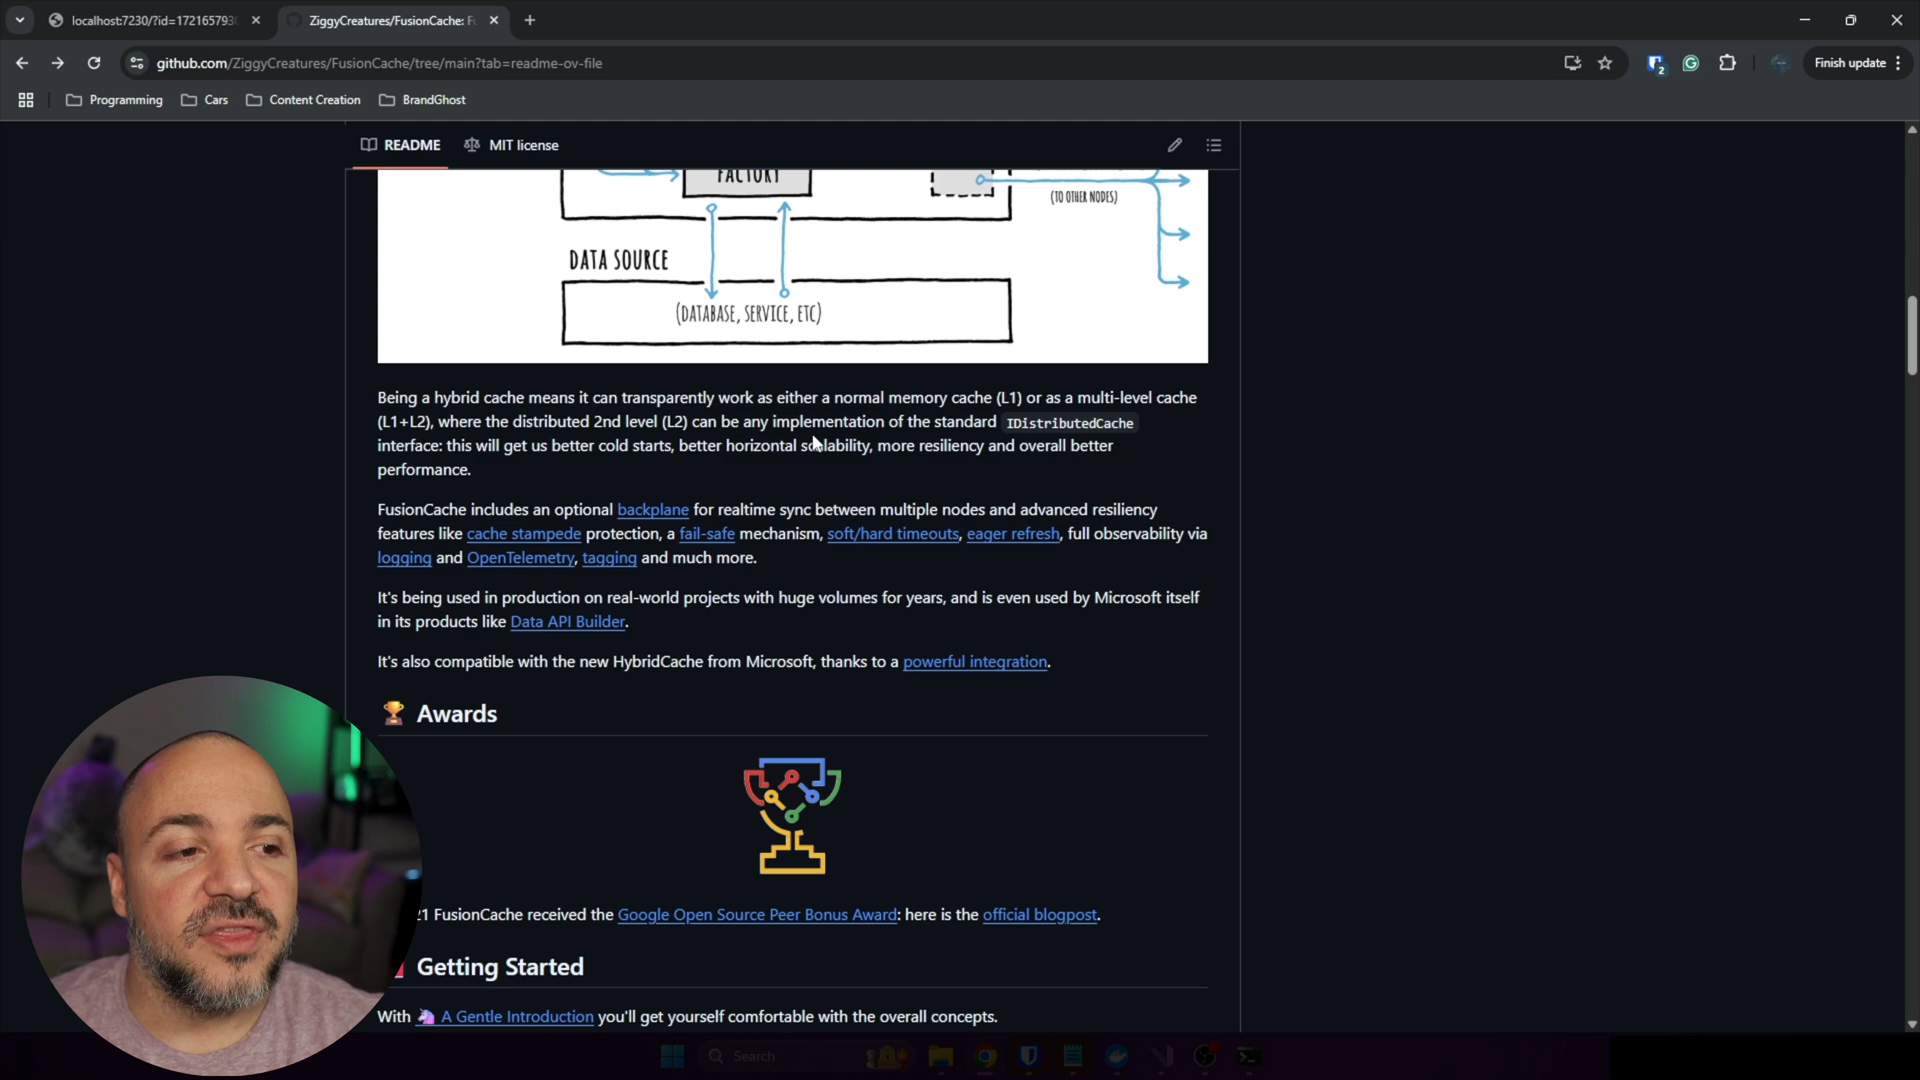 localhost:7230/?id=172165793
ZiggyCreatures/FusionCache: F
github.com/ZiggyCreatures/FusionCache/tree/main?tab=readme-ov-file
2
Finish update
Programming
Cars
Content Creation
BrandGhost
README
MIT license
FACTORY
(TO OTHER NODES)
DATA SOURCE
(DATABASE, SERVICE, ETC)
Being a hybrid cache means it can transparently work as either a normal memory cache (L1) or as a multi-level cache
(L1+L2), where the distributed 2nd level (L2) can be any implementation of the standard IDistributedCache
interface: this will get us better cold starts, better horizontal scalability, more resiliency and overall better
performance.
FusionCache includes an optional backplane for realtime sync between multiple nodes and advanced resiliency
features like cache stampede protection, a fail-safe mechanism, soft/hard timeouts, eager refresh, full observability via
logging and OpenTelemetry, tagging and much more.
It's being used in production on real-world projects with huge volumes for years, and is even used by Microsoft itself
in its products like Data API Builder.
It's also compatible with the new HybridCache from Microsoft, thanks to a powerful integration.
Awards
21 FusionCache received the Google Open Source Peer Bonus Award: here is the official blogpost.
Getting Started
With A Gentle Introduction you'll get yourself comfortable with the overall concepts.
Search